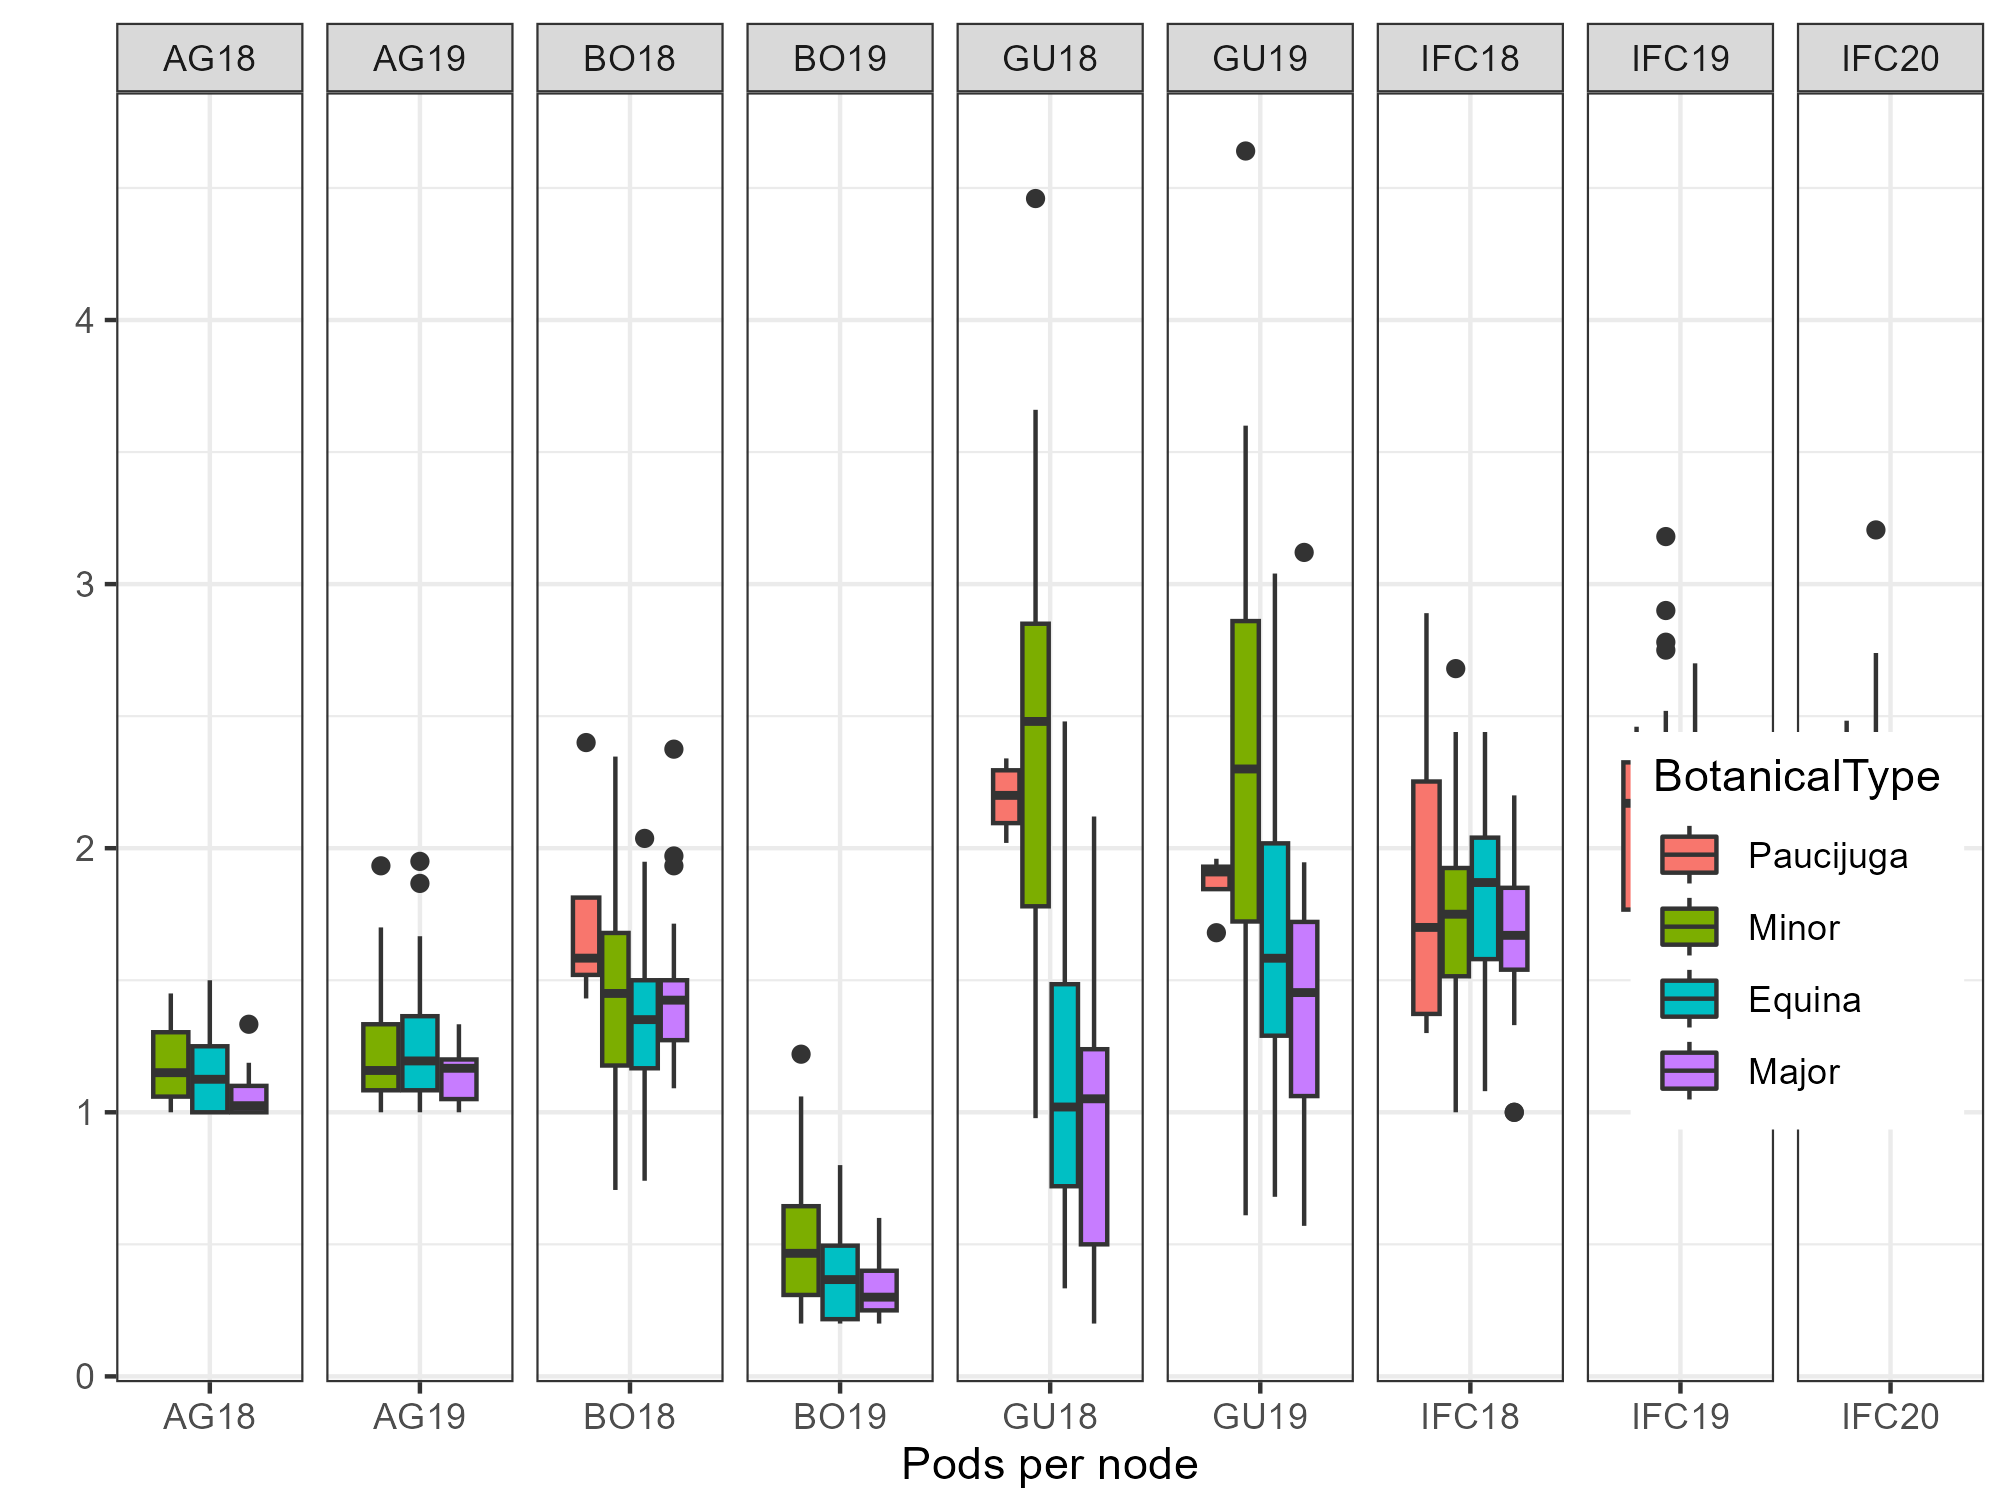 AG18 AG19 BO18 BO19 GU18 GU19 IFC18 IFC19 IFC20
4
3
2
1
0
BotanicalType
Paucijuga
Minor
Equina
Major
AG18 AG19 BO18 BO19 GU18 GU19 IFC18 IFC19 IFC20
Pods per node